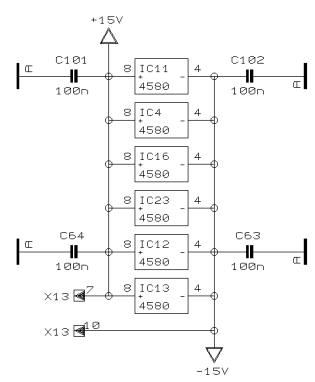 +15V
C101 8 IC11 4 C102
A + - A
100n 4580 100n
8 IC4 4
+ -
4580
8 IC16 4
+ -
4580
8 IC23 4
+ -
4580
C64 8 IC12 4 C63
A + - A
100n 4580 100n
7 8 IC13 4
X13 + -
4580
X13 10
-15V